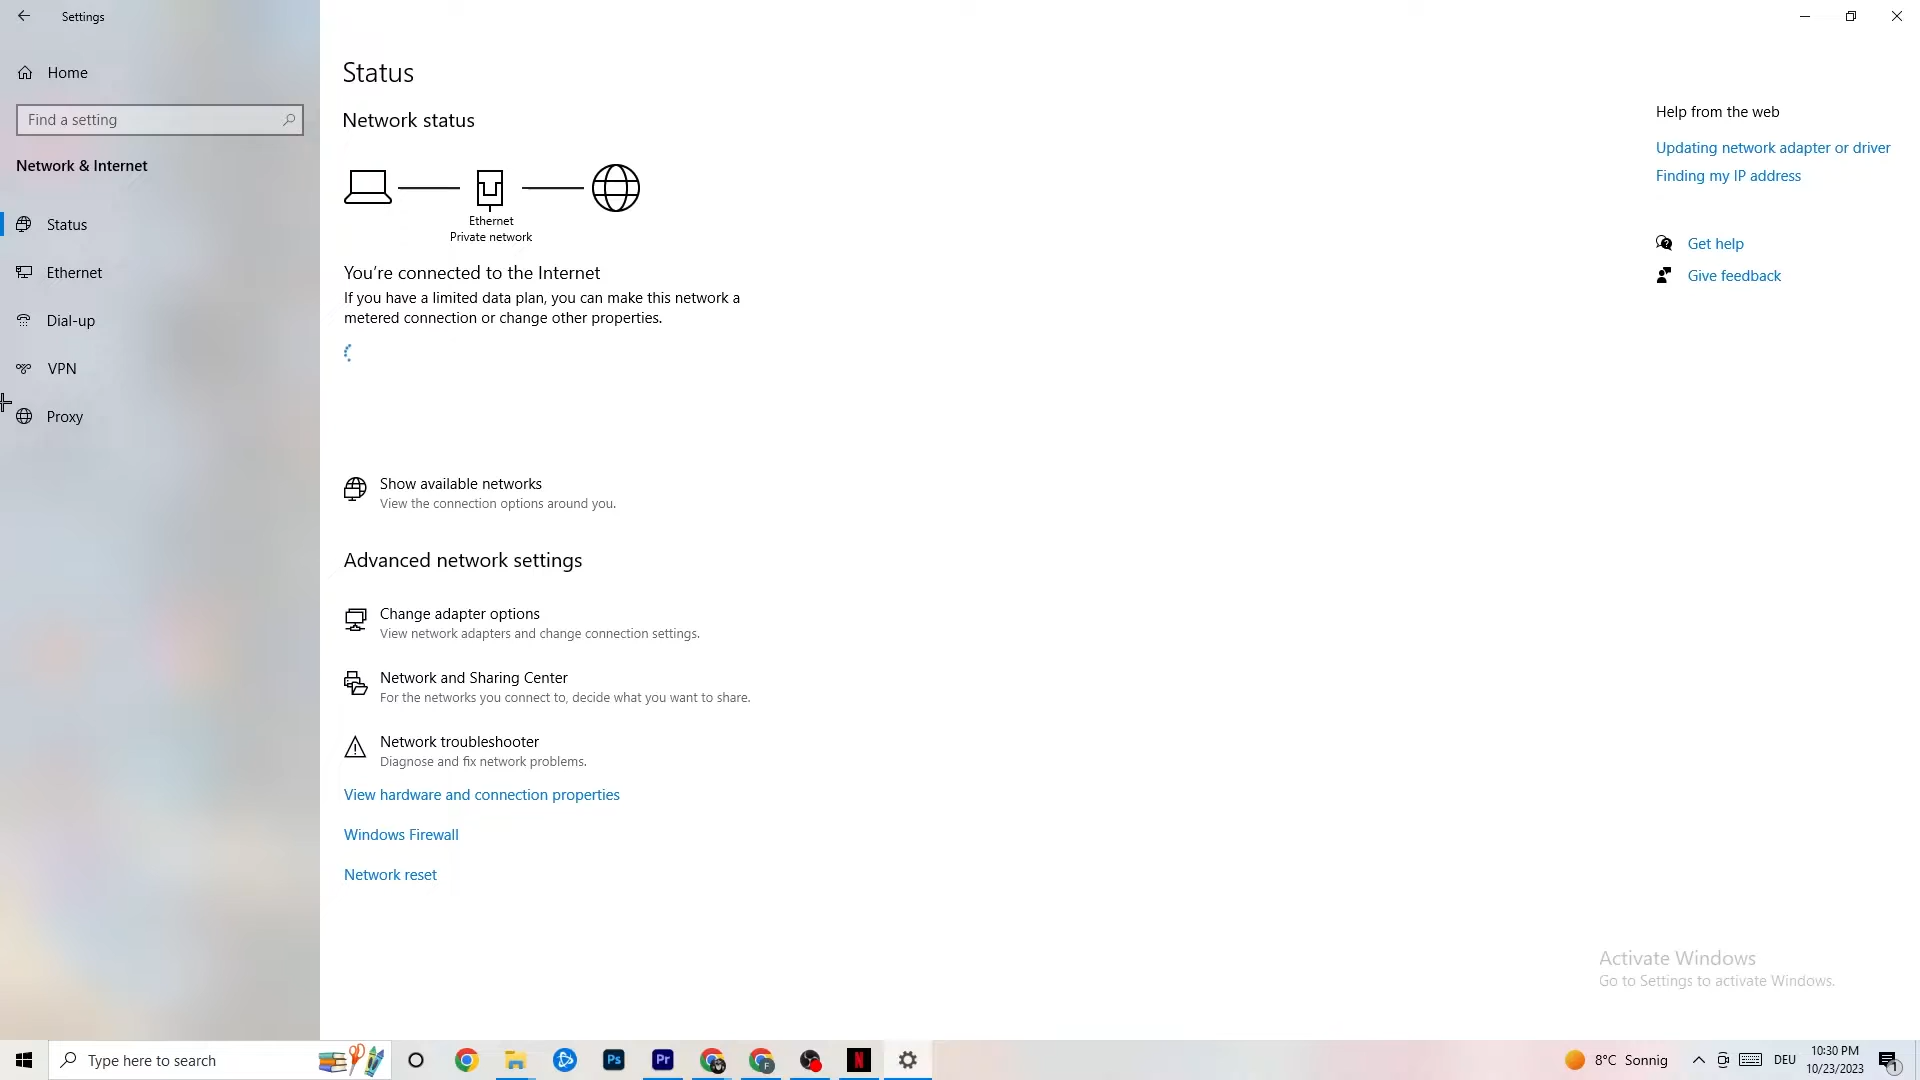 Settings
Home
Find a setting
Network & Internet
Status
Ethernet
Dial-up
VPN
Proxy
Status
Network status
Ethernet
Private network
You're connected to the Internet
If you have a limited data plan, you can make this network a
metered connection or change other properties.
Show available networks
View the connection options around you.
Advanced network settings
Change adapter options
View network adapters and change connection settings.
Network and Sharing Center
For the networks you connect to, decide what you want to share.
Network troubleshooter
Diagnose and fix network problems.
View hardware and connection properties
Windows Firewall
Network reset
Help from the web
Updating network adapter or driver
Finding my IP address
Get help
Give feedback
Activate Windows
Go to Settings to activate Windows.
Type here to search
Ps
Pr
F
N
8°C Sonnig
DEU
10:30 PM
10/23/2023
1